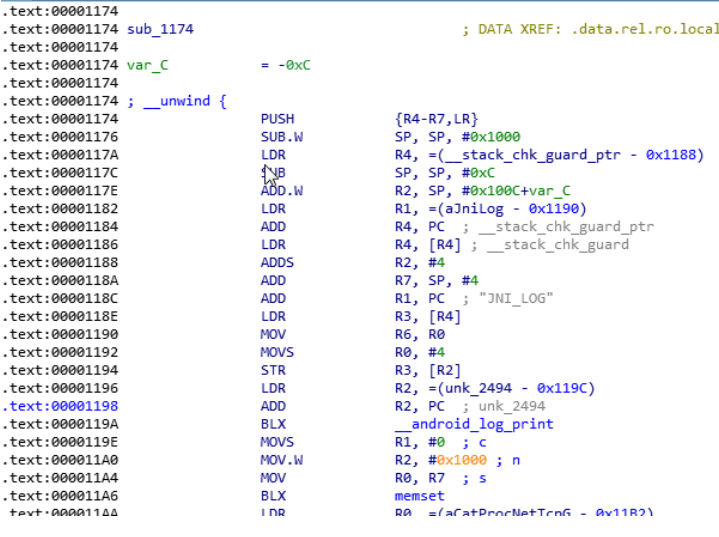 .text:00001174
.text:00001174 sub_1174 ; DATA XREF: .data.rel.ro.local
.text:00001174
.text:00001174 var_C = -0xC
.text:00001174
.text:00001174 ; __unwind {
.text:00001174 PUSH {R4-R7,LR}
.text:00001176 SUB.W SP, SP, #0x1000
.text:0000117A LDR R4, =(__stack_chk_guard_ptr - 0x1188)
.text:0000117C SUB SP, SP, #0xC
.text:0000117E ADD.W R2, SP, #0x100C+var_C
.text:00001182 LDR R1, =(aJniLog - 0x1190)
.text:00001184 ADD R4, PC ; __stack_chk_guard_ptr
.text:00001186 LDR R4, [R4] ; __stack_chk_guard
.text:00001188 ADDS R2, #4
.text:0000118A ADD R7, SP, #4
.text:0000118C ADD R1, PC ; "JNI_LOG"
.text:0000118E LDR R3, [R4]
.text:00001190 MOV R6, R0
.text:00001192 MOVS R0, #4
.text:00001194 STR R3, [R2]
.text:00001196 LDR R2, =(unk_2494 - 0x119C)
.text:00001198 ADD R2, PC ; unk_2494
.text:0000119A BLX __android_log_print
.text:0000119E MOVS R1, #0 ; c
.text:000011A0 MOV.W R2, #0x1000 ; n
.text:000011A4 MOV R0, R7 ; s
.text:000011A6 BLX memset
.text:000011AA LDR R0, =(aCatProcNetTcpG - 0x11B2)